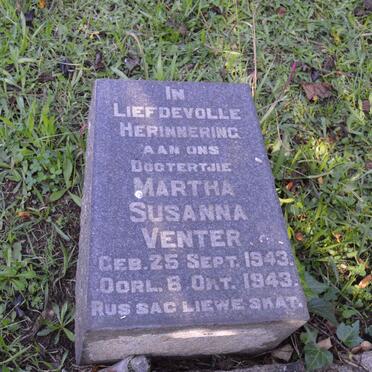 IN
LIEFDEVOLLE
HERINNERING
AAN ONS
DOGTERTJIE
MARTHA
SUSANNA
VENTER
GEB. 25 SEPT. 1943.
OORL. 6 OKT. 1943.
RUS SAG LIEWE SKAT.